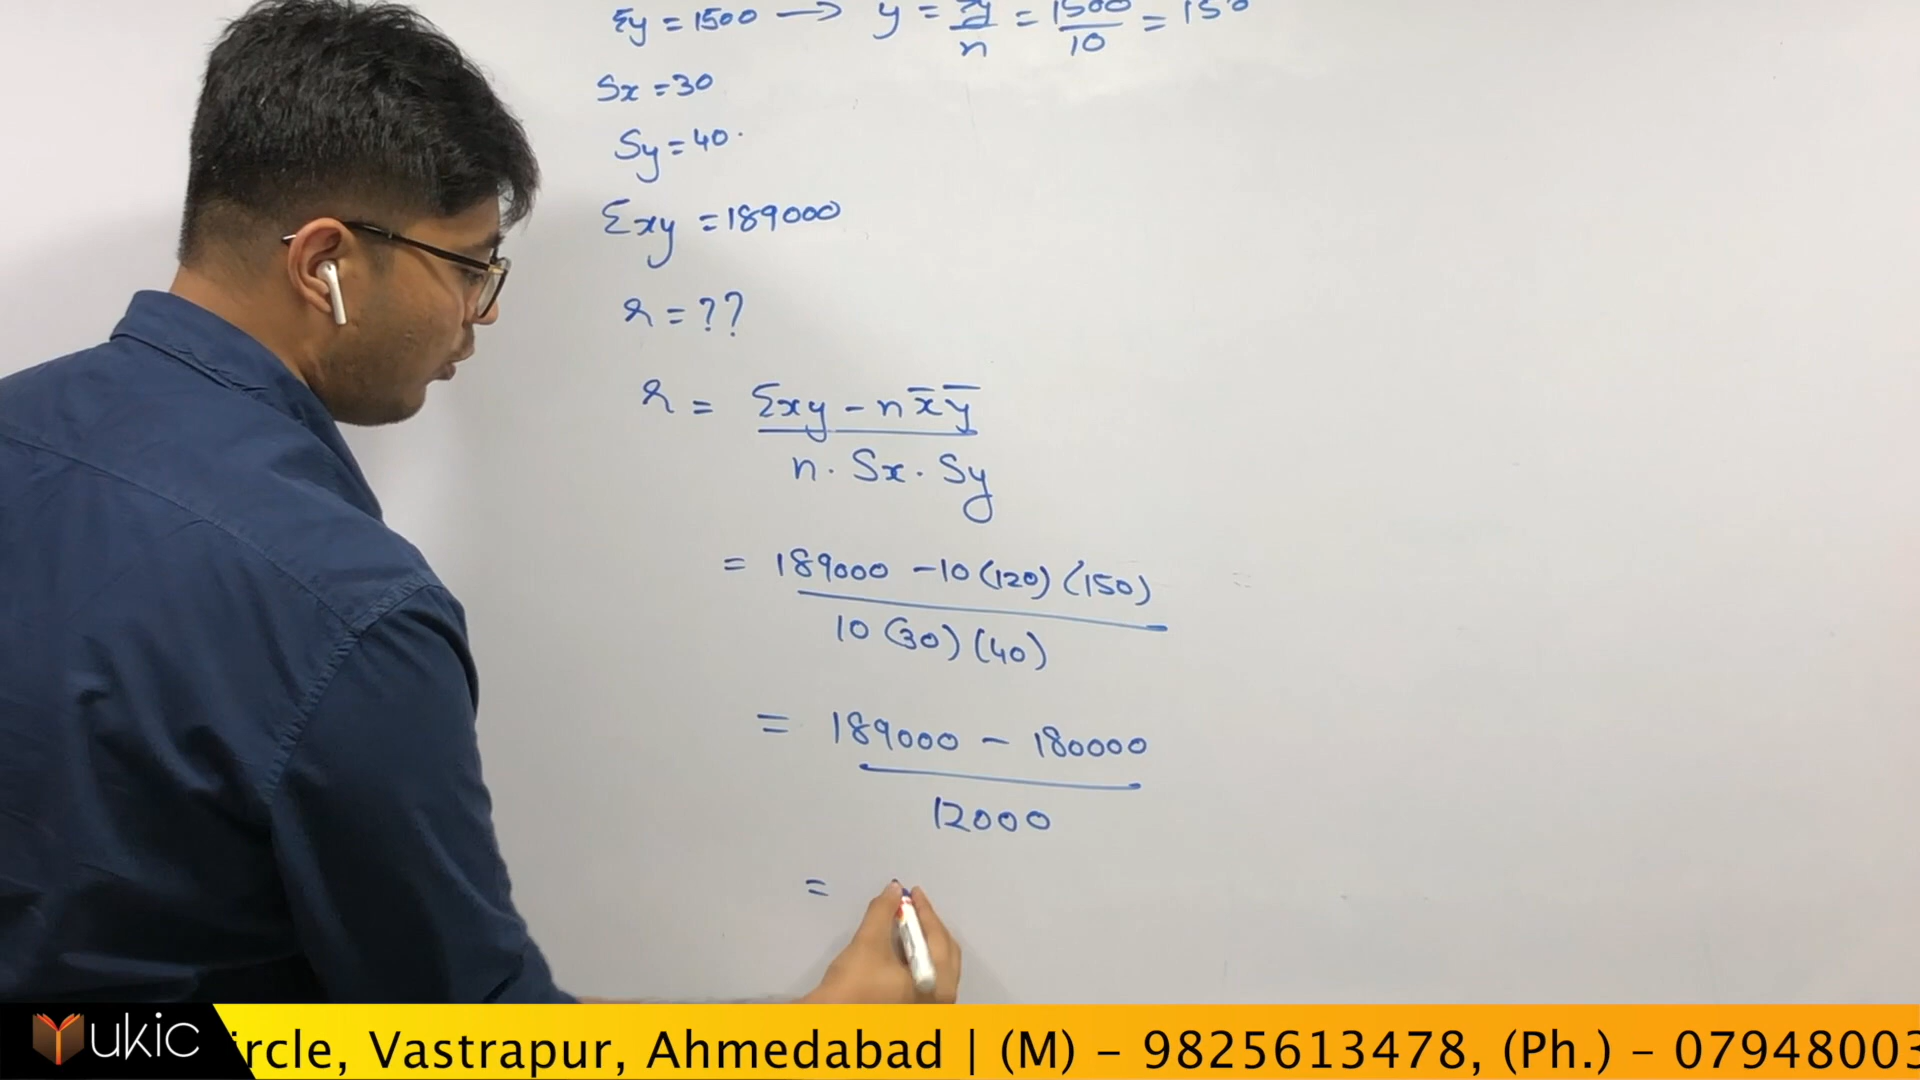 Σy = 1500 → y = Σy/n = 1500/10 = 150
Sx = 30
Sy = 40.
Σxy = 189000
r = ??
r = Σxy - n x̄ ȳ / n. Sx. Sy
= 189000 - 10 (120) (150) / 10 (30) (40)
= 189000 - 180000 / 12000
=
Yukic
ircle, Vastrapur, Ahmedabad | (M) – 9825613478, (Ph.) – 07948003